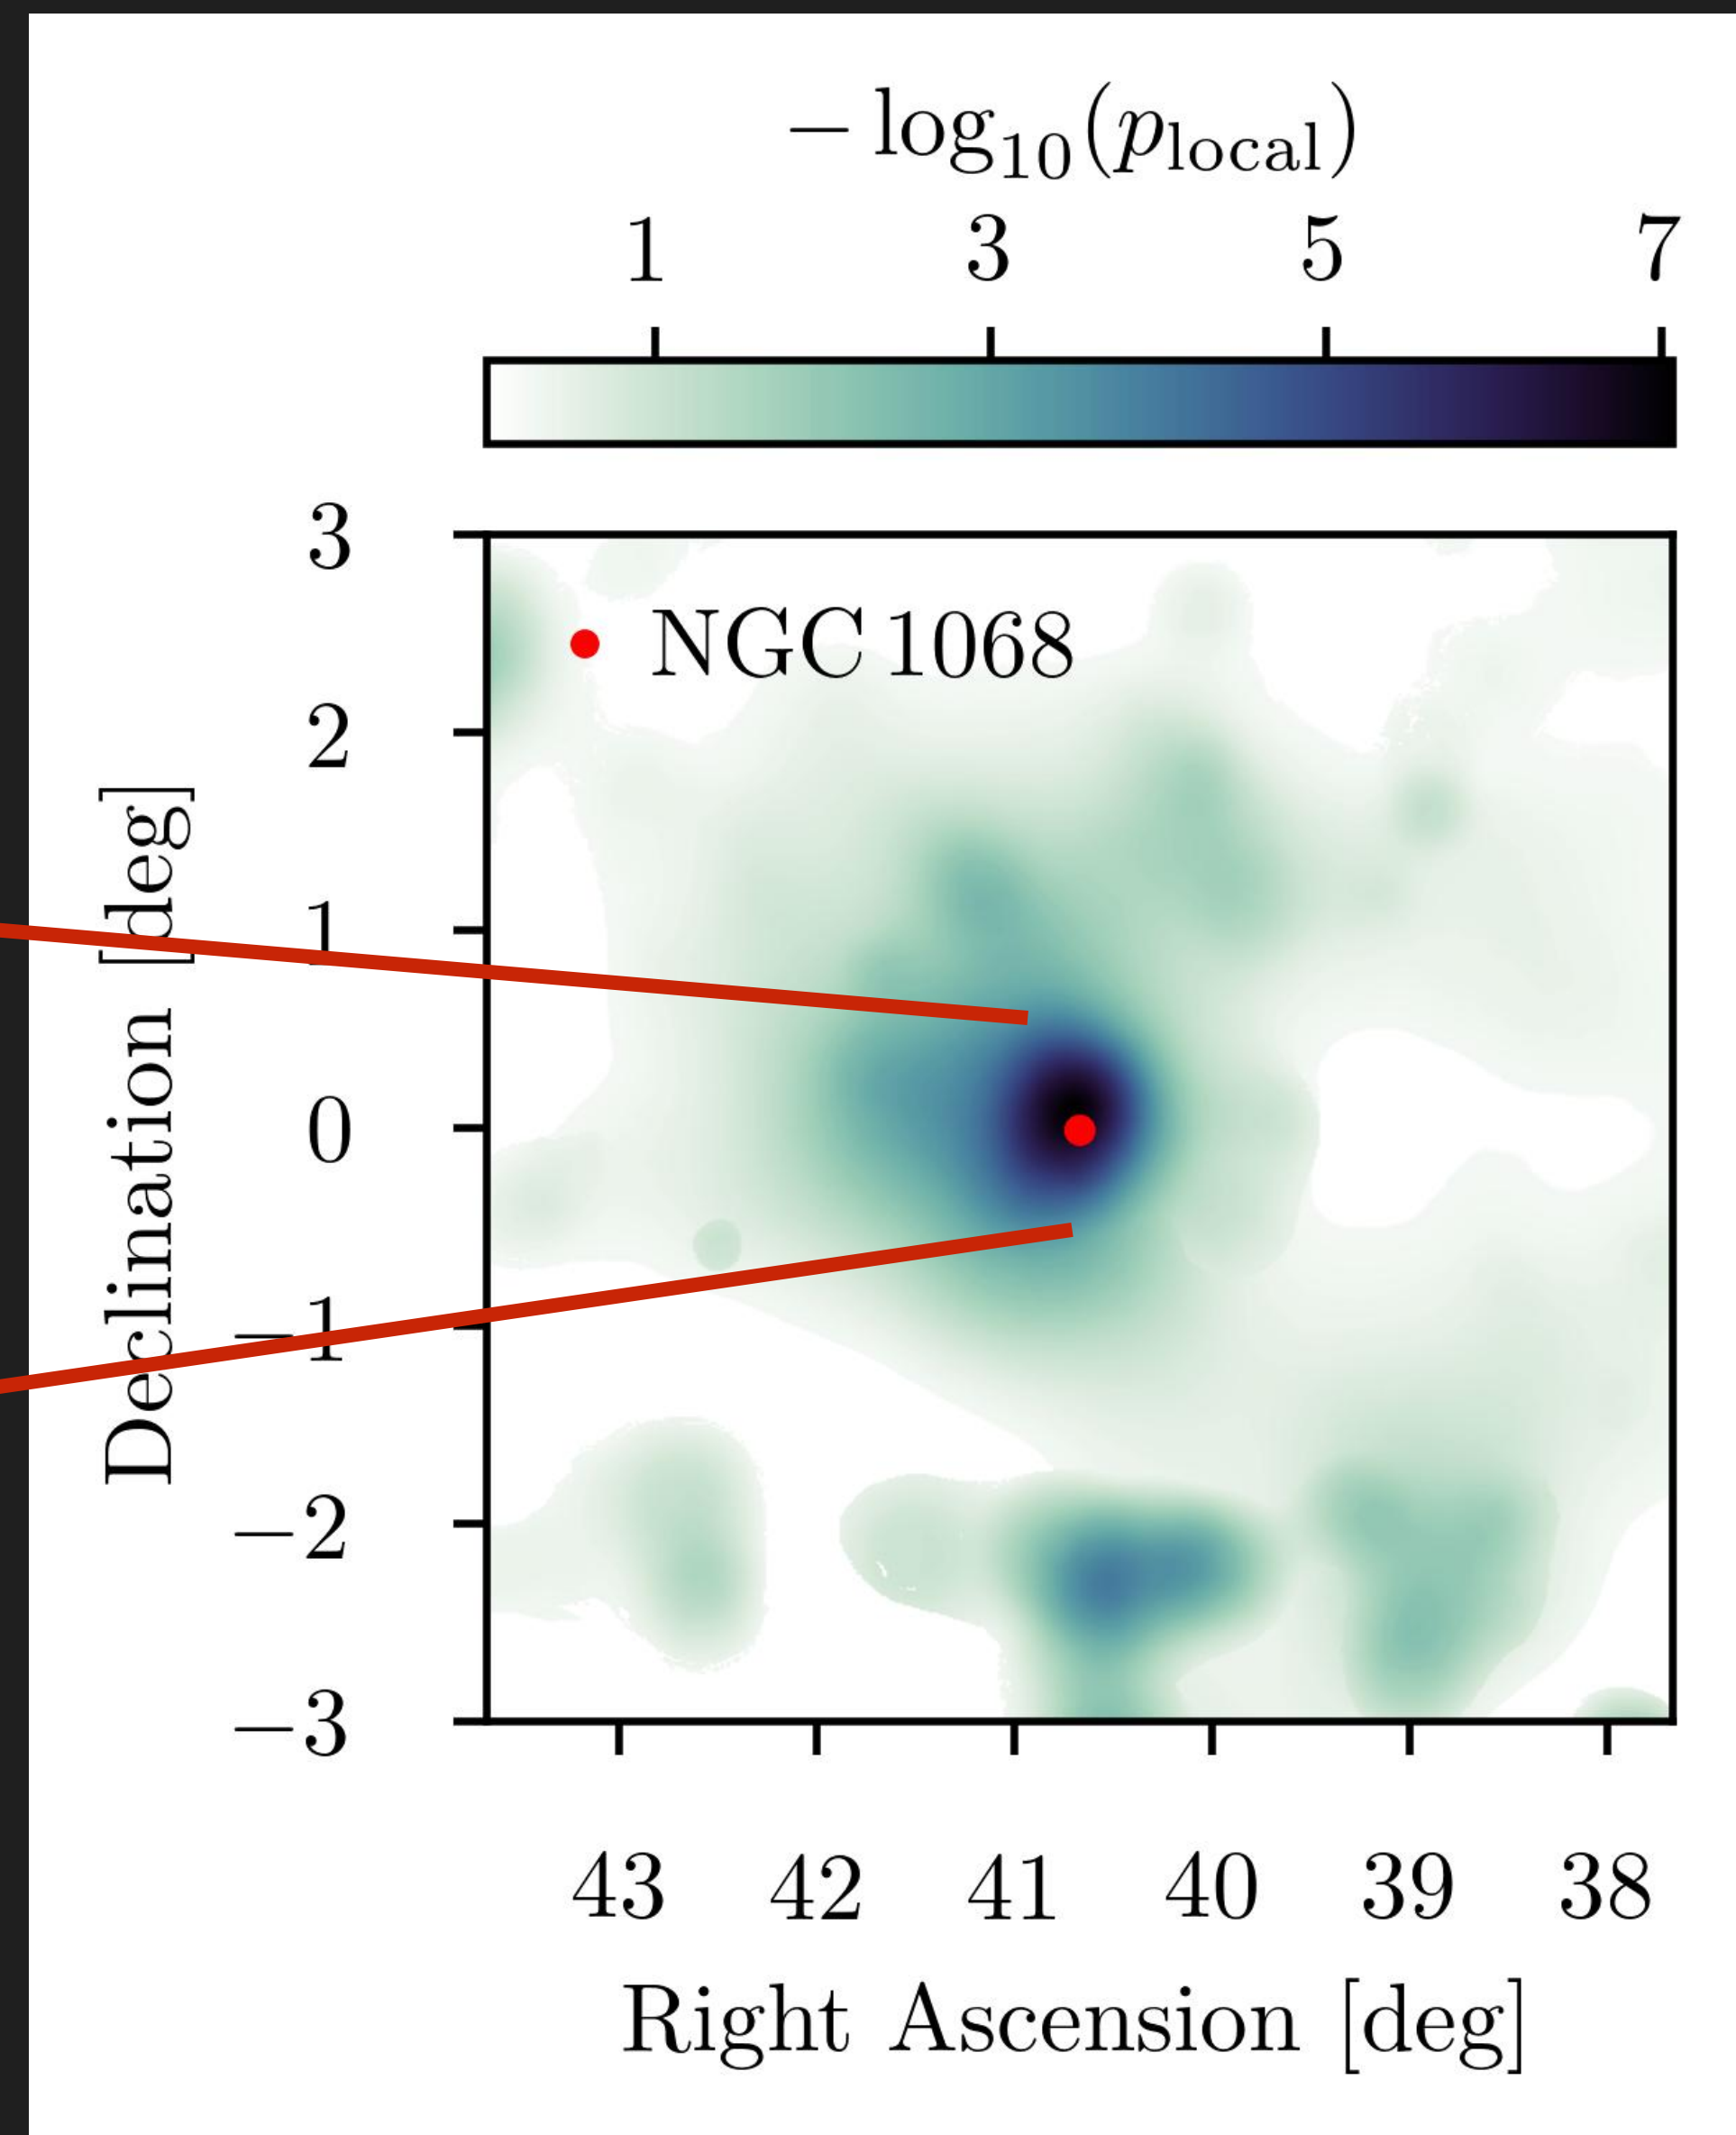 − log₁₀(p_local)
1 3 5 7
3
NGC 1068
2
1
0
−1
−2
−3
Declination [deg]
43 42 41 40 39 38
Right Ascension [deg]